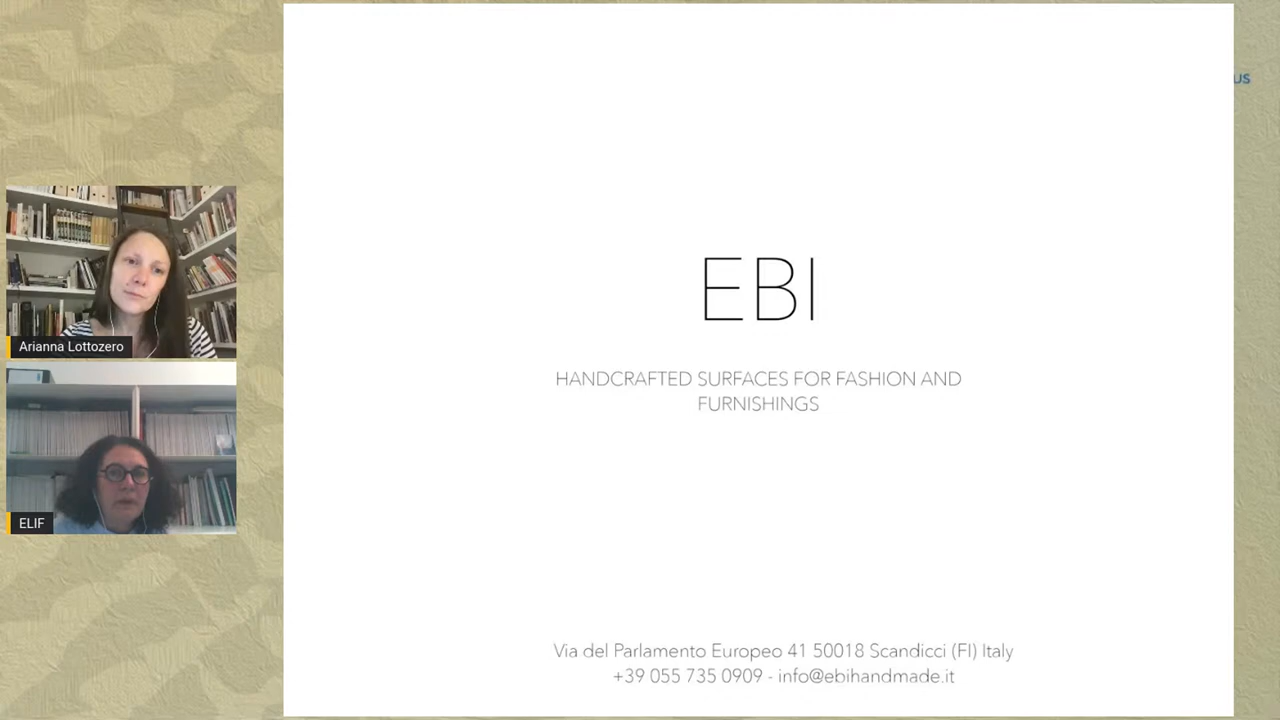 US
Arianna Lottozero
ELIF
EBI
HANDCRAFTED SURFACES FOR FASHION AND
FURNISHINGS
Via del Parlamento Europeo 41 50018 Scandicci (FI) Italy
+39 055 735 0909 - info@ebihandmade.it